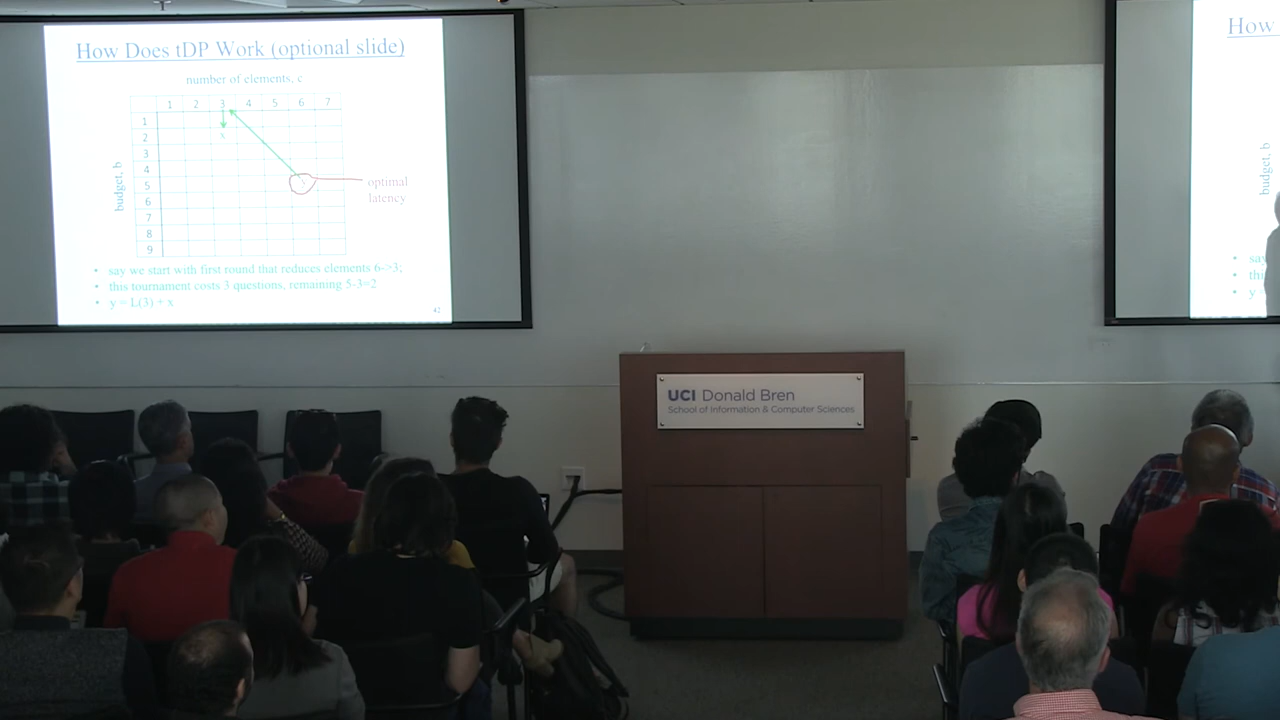 How Does tDP Work (optional slide)
number of elements, c
1 2 3 4 5 6 7
1
2
x
3
4
5
6
7
8
9
budget, b
optimal
latency
• say we start with first round that reduces elements 6->3;
• this tournament costs 3 questions, remaining 5-3=2
• y = L(3) + x
42
UCI Donald Bren
School of Information & Computer Sciences
How
budget, b
• say
• thi
• y